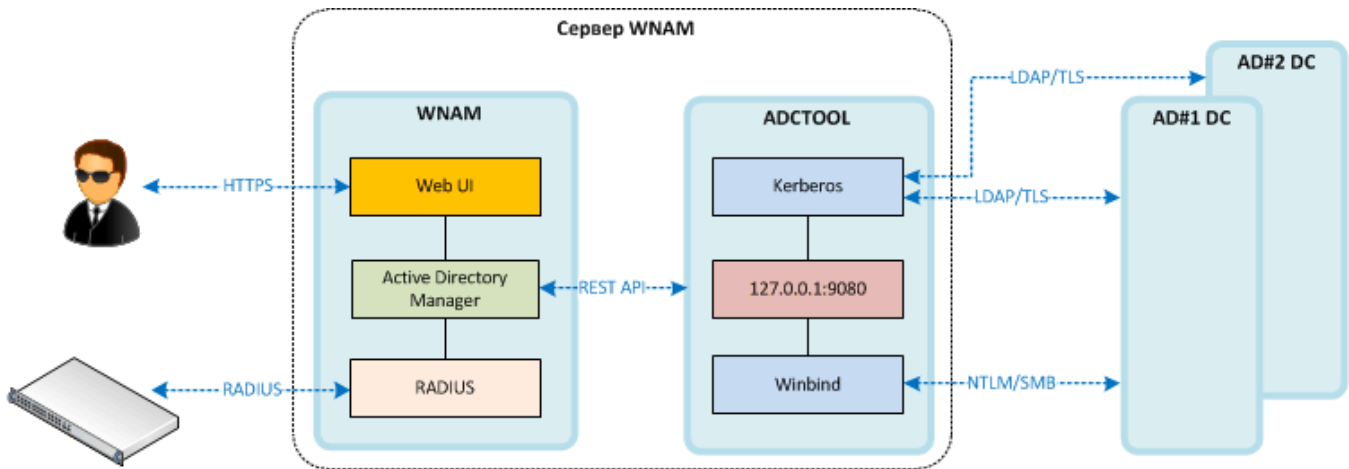 Сервер WNAM
WNAM
ADCTOOL
AD#2 DC
AD#1 DC
LDAP/TLS
HTTPS
Web UI
Kerberos
LDAP/TLS
Active Directory
Manager
REST API
127.0.0.1:9080
RADIUS
RADIUS
Winbind
NTLM/SMB